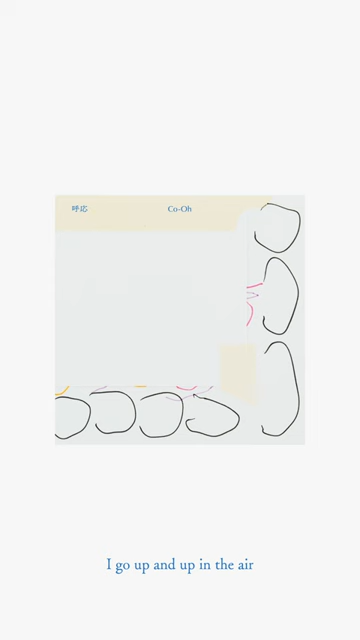 呼応 Co-Oh
I go up and up in the air